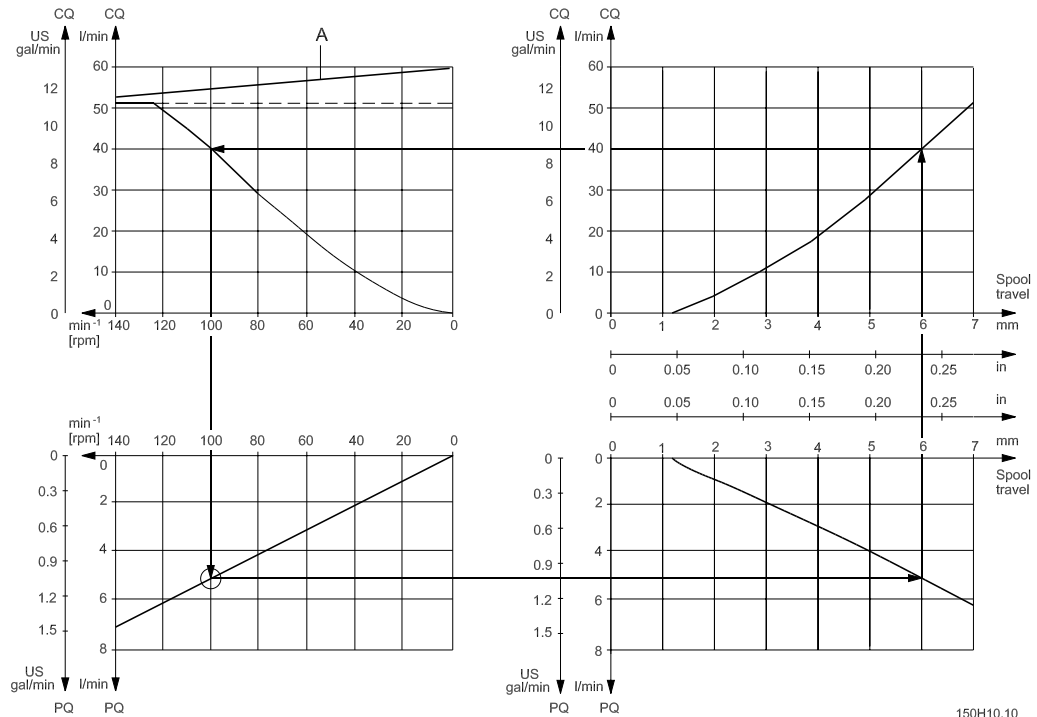 CQ CQ CQ CQ
US gal/min l/min A US gal/min l/min
60 60
12 12
50 50
10 10
40 40
8 8
30 30
6 6
20 20
4 4
10 10
2 2
Spool travel
0 0 0 0
min⁻¹ [rpm] 140 120 100 80 60 40 20 0 0 1 2 3 4 5 6 7 mm
0 0.05 0.10 0.15 0.20 0.25 in
0 0.05 0.10 0.15 0.20 0.25 in
min⁻¹ [rpm] 140 120 100 80 60 40 20 0 0 1 2 3 4 5 6 7 mm
0 0 0 0
Spool travel
0.3 0.3
2 2
0.6 0.6
4 4
0.9 0.9
1.2 1.2
6 6
1.5 1.5
8 8
US gal/min l/min US gal/min l/min
PQ PQ PQ PQ
150H10.10